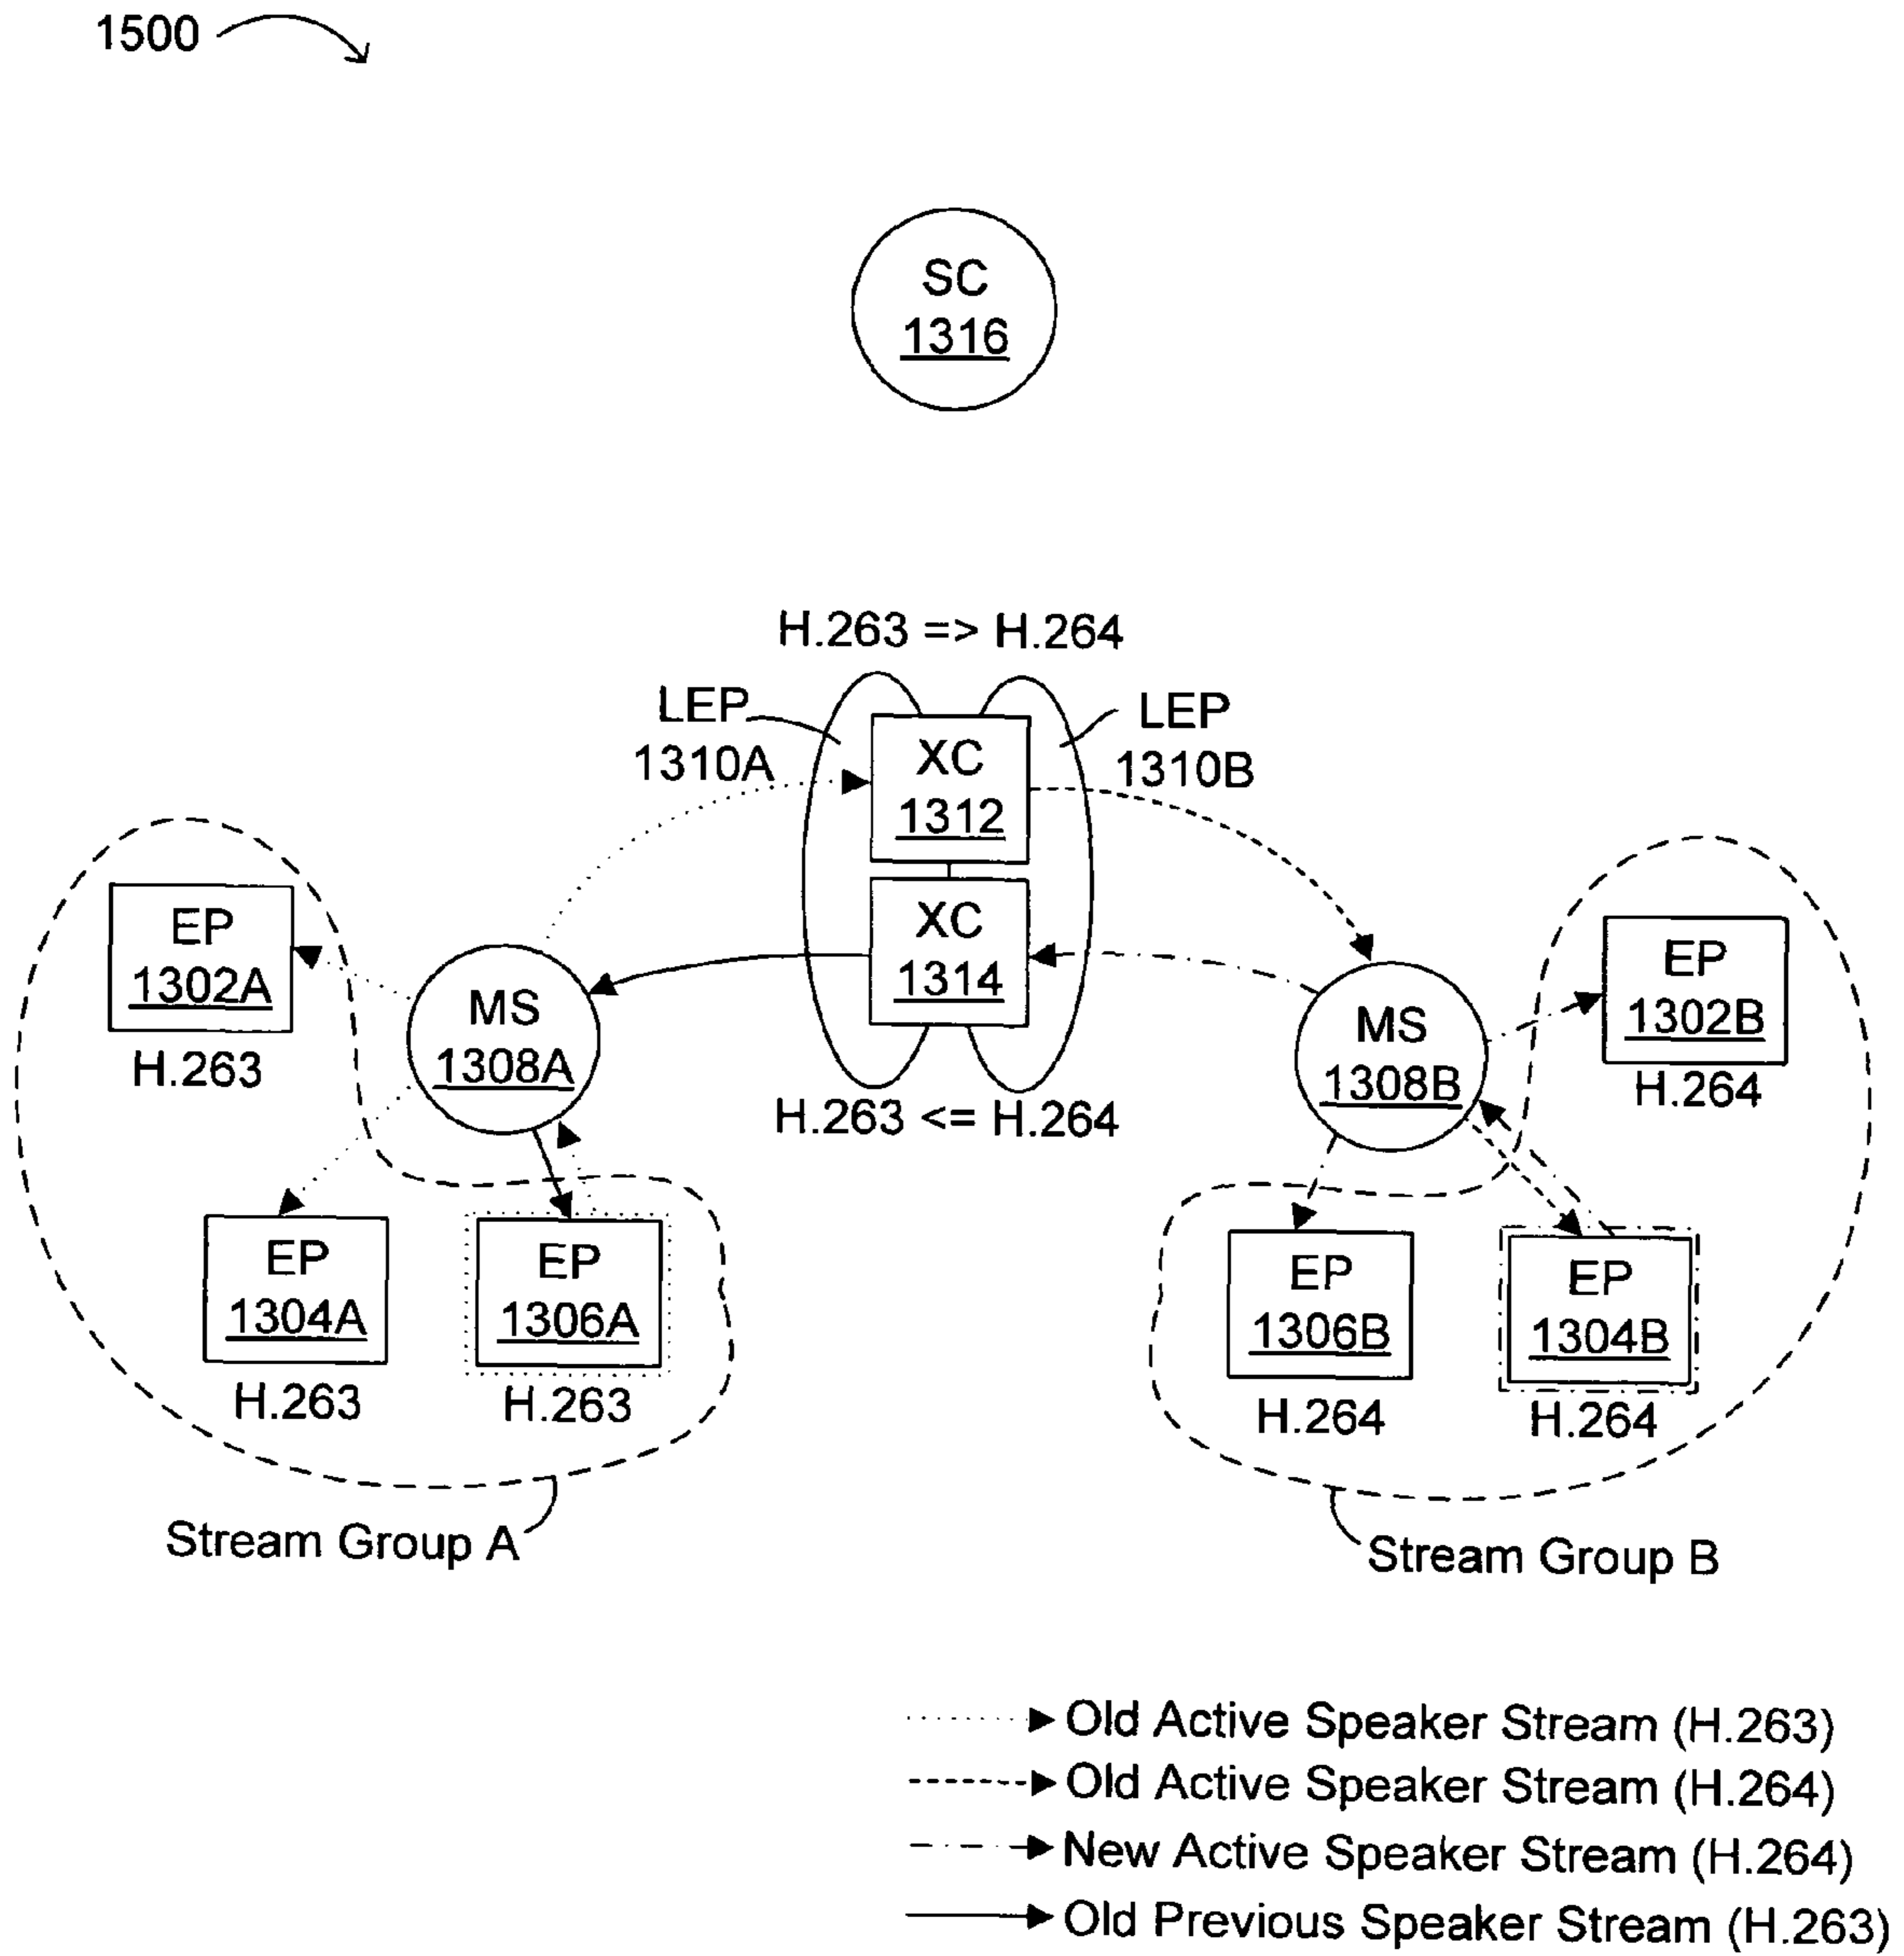 1500
SC
1316
H.263 => H.264
LEP
1310A
LEP
1310B
XC
1312
XC
1314
H.263 <= H.264
EP
1302A
H.263
MS
1308A
EP
1304A
H.263
EP
1306A
H.263
Stream Group A
MS
1308B
EP
1302B
H.264
EP
1306B
H.264
EP
1304B
H.264
Stream Group B
Old Active Speaker Stream (H.263)
Old Active Speaker Stream (H.264)
New Active Speaker Stream (H.264)
Old Previous Speaker Stream (H.263)